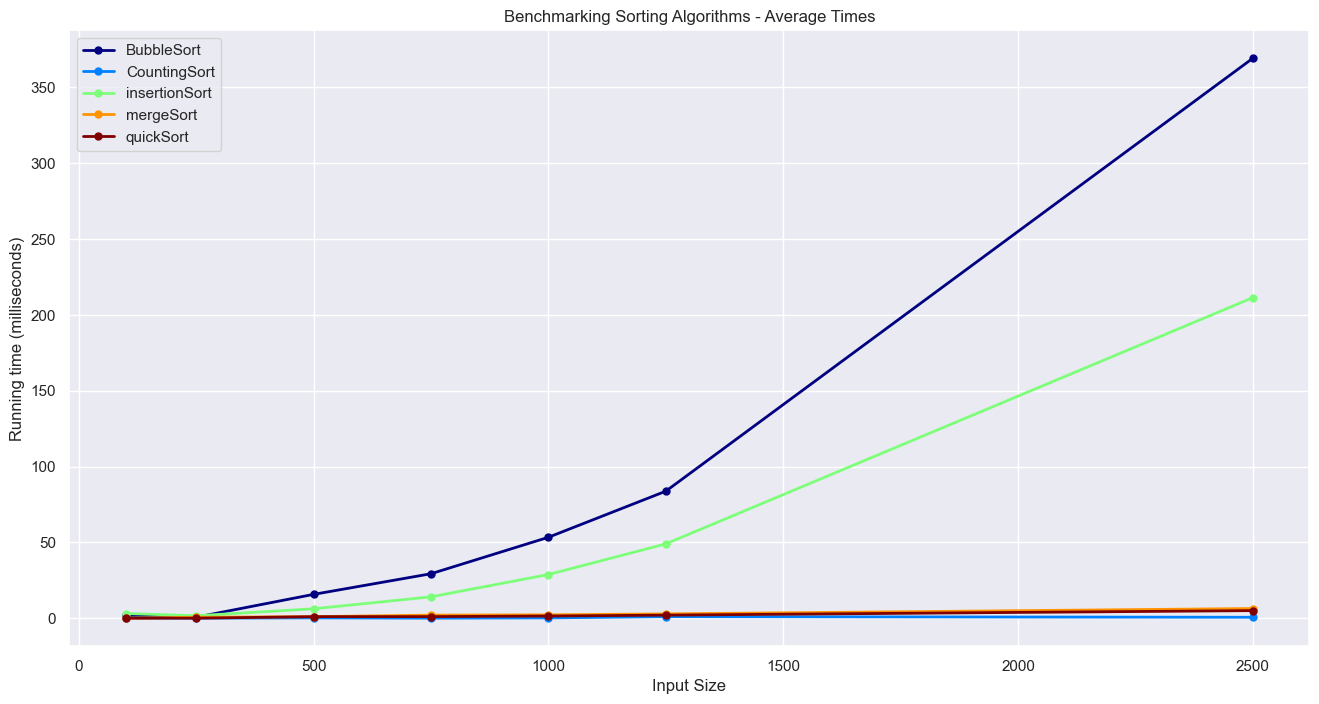 Benchmarking Sorting Algorithms - Average Times
BubbleSort
CountingSort
insertionSort
mergeSort
quickSort
Running time (milliseconds)
350
300
250
200
150
100
50
0
0 500 1000 1500 2000 2500
Input Size